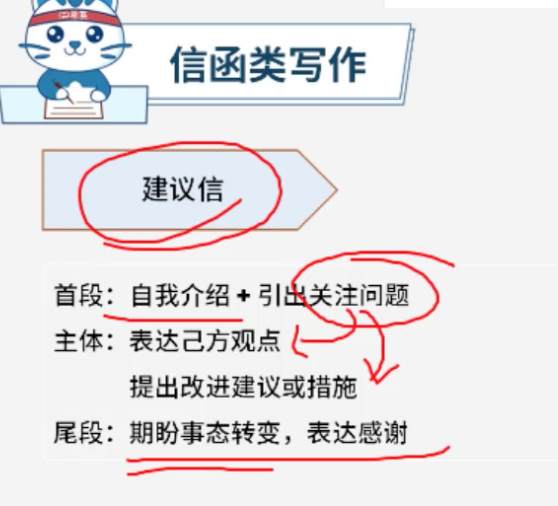 信函类写作
建议信
首段：自我介绍 + 引出关注问题
主体：表达己方观点
提出改进建议或措施
尾段：期盼事态转变，表达感谢